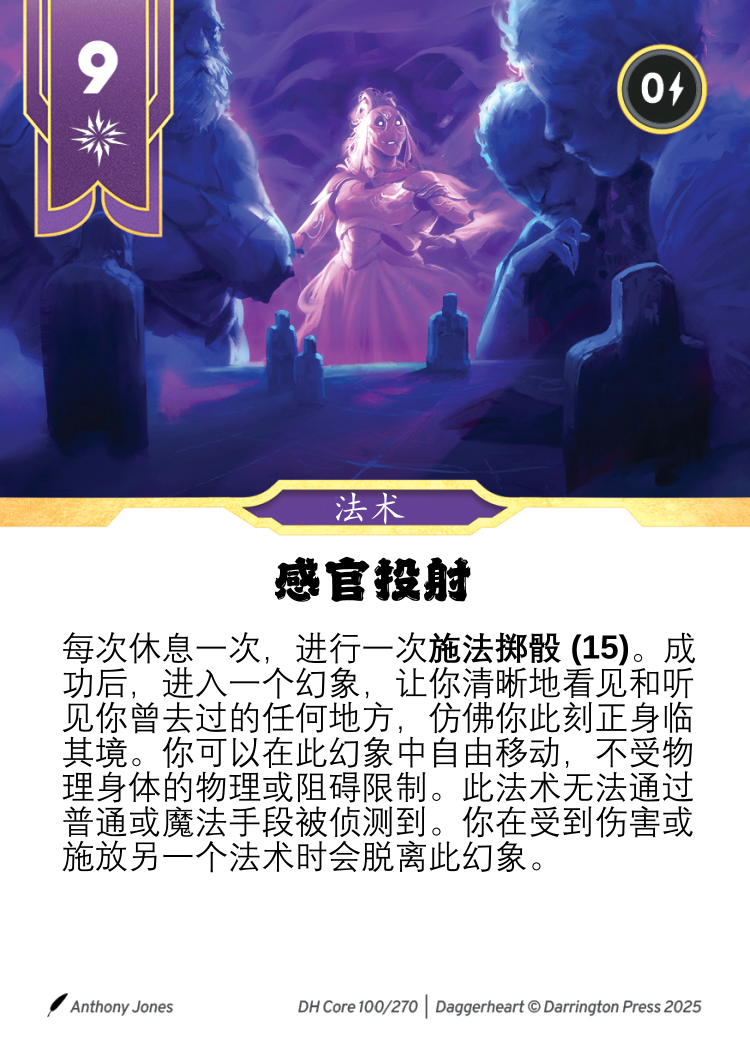 9
0
法术
感官投射
每次休息一次，进行一次施法掷骰 (15)。成
功后，进入一个幻象，让你清晰地看见和听
见你曾去过的任何地方，仿佛你此刻正身临
其境。你可以在此幻象中自由移动，不受物
理身体的物理或阻碍限制。此法术无法通过
普通或魔法手段被侦测到。你在受到伤害或
施放另一个法术时会脱离此幻象。
Anthony Jones
DH Core 100/270 | Daggerheart © Darrington Press 2025